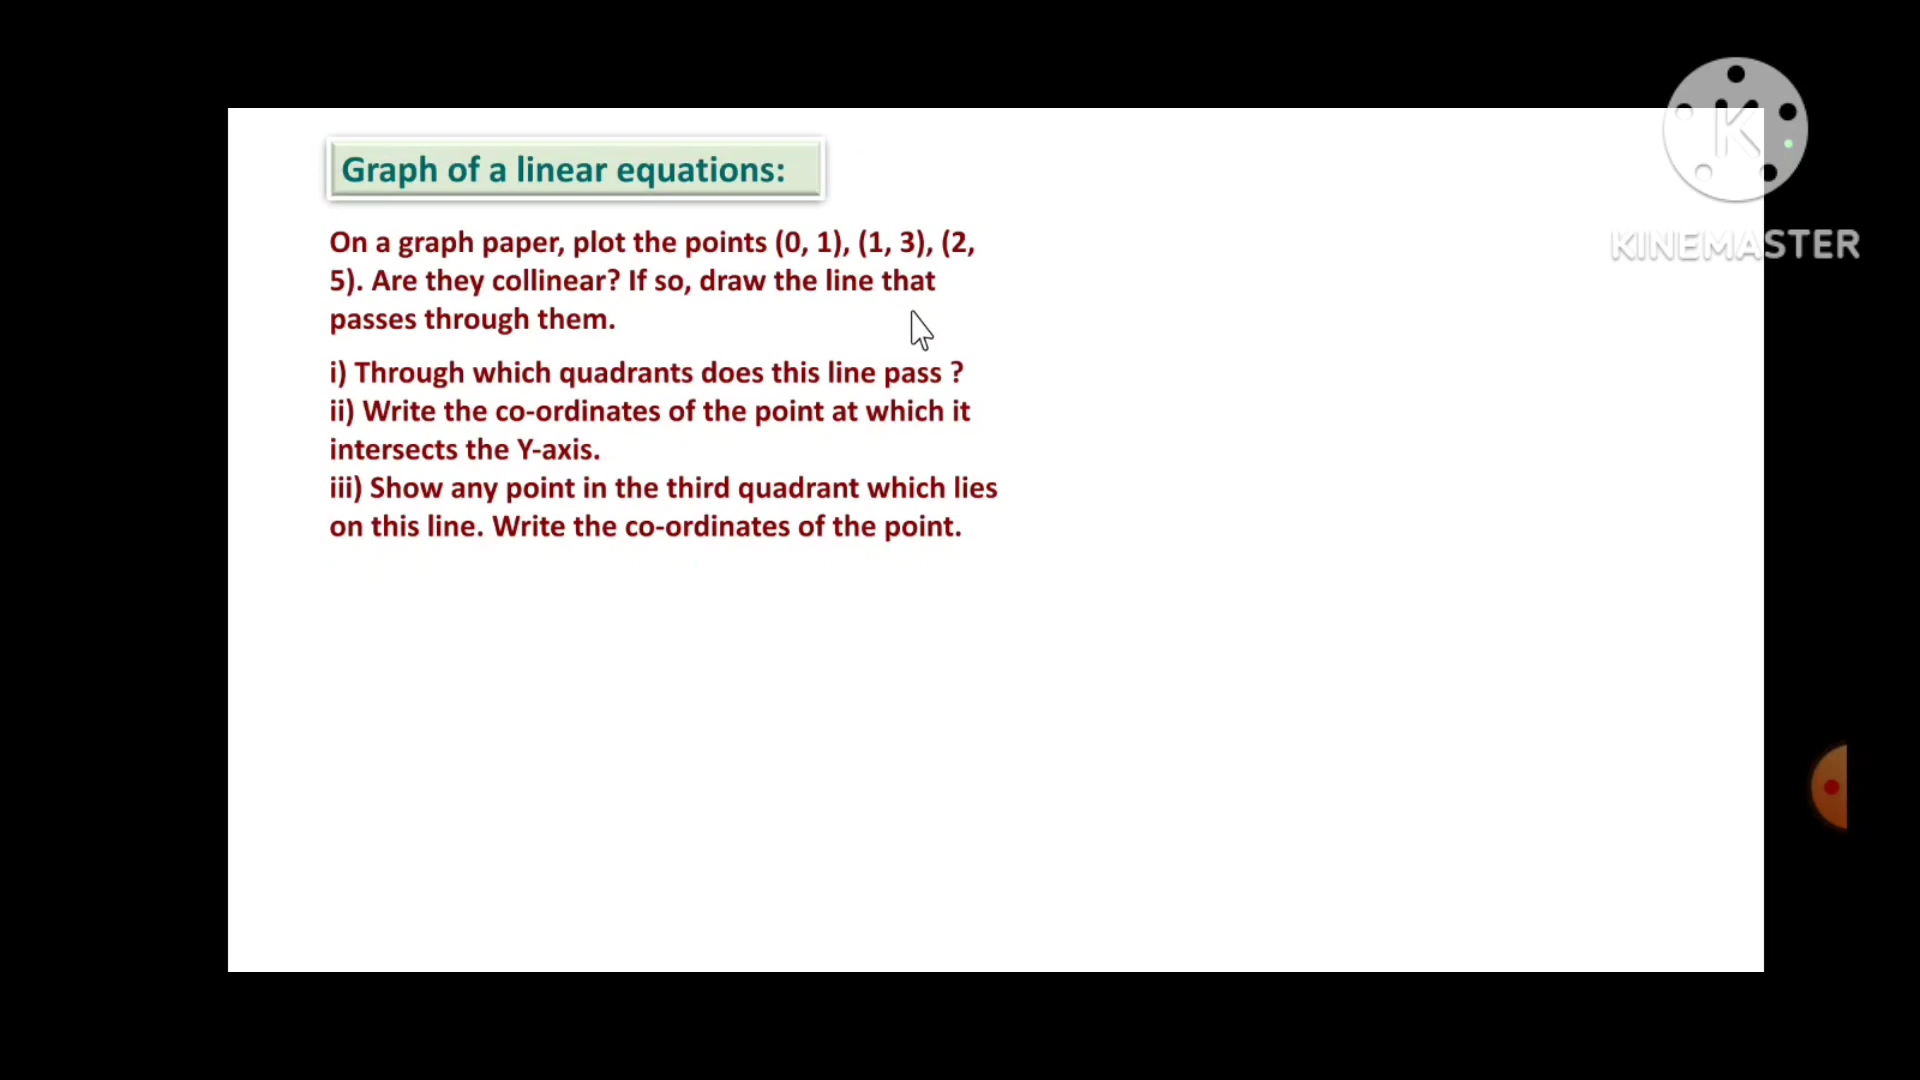 Graph of a linear equations:
On a graph paper, plot the points (0, 1), (1, 3), (2,
5). Are they collinear? If so, draw the line that
passes through them.
i) Through which quadrants does this line pass ?
ii) Write the co-ordinates of the point at which it
intersects the Y-axis.
iii) Show any point in the third quadrant which lies
on this line. Write the co-ordinates of the point.
K
KINEMASTER